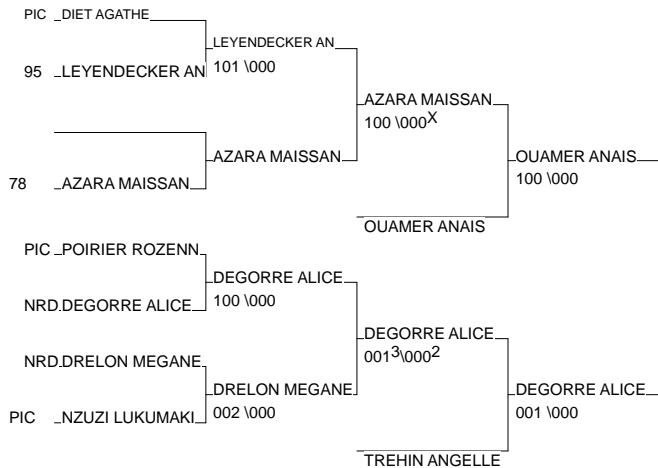 PIC DIET AGATHE
LEYENDECKER AN
95 LEYENDECKER AN 101 \000
AZARA MAISSAN
100 \000X
AZARA MAISSAN OUAMER ANAIS
78 AZARA MAISSAN 100 \000
OUAMER ANAIS
PIC POIRIER ROZENN
DEGORRE ALICE
NRD DEGORRE ALICE 100 \000
DEGORRE ALICE
001³\000²
NRD DRELON MEGANE
DRELON MEGANE DEGORRE ALICE
PIC NZUZI LUKUMAKI 002 \000 001 \000
TREHIN ANGELLE